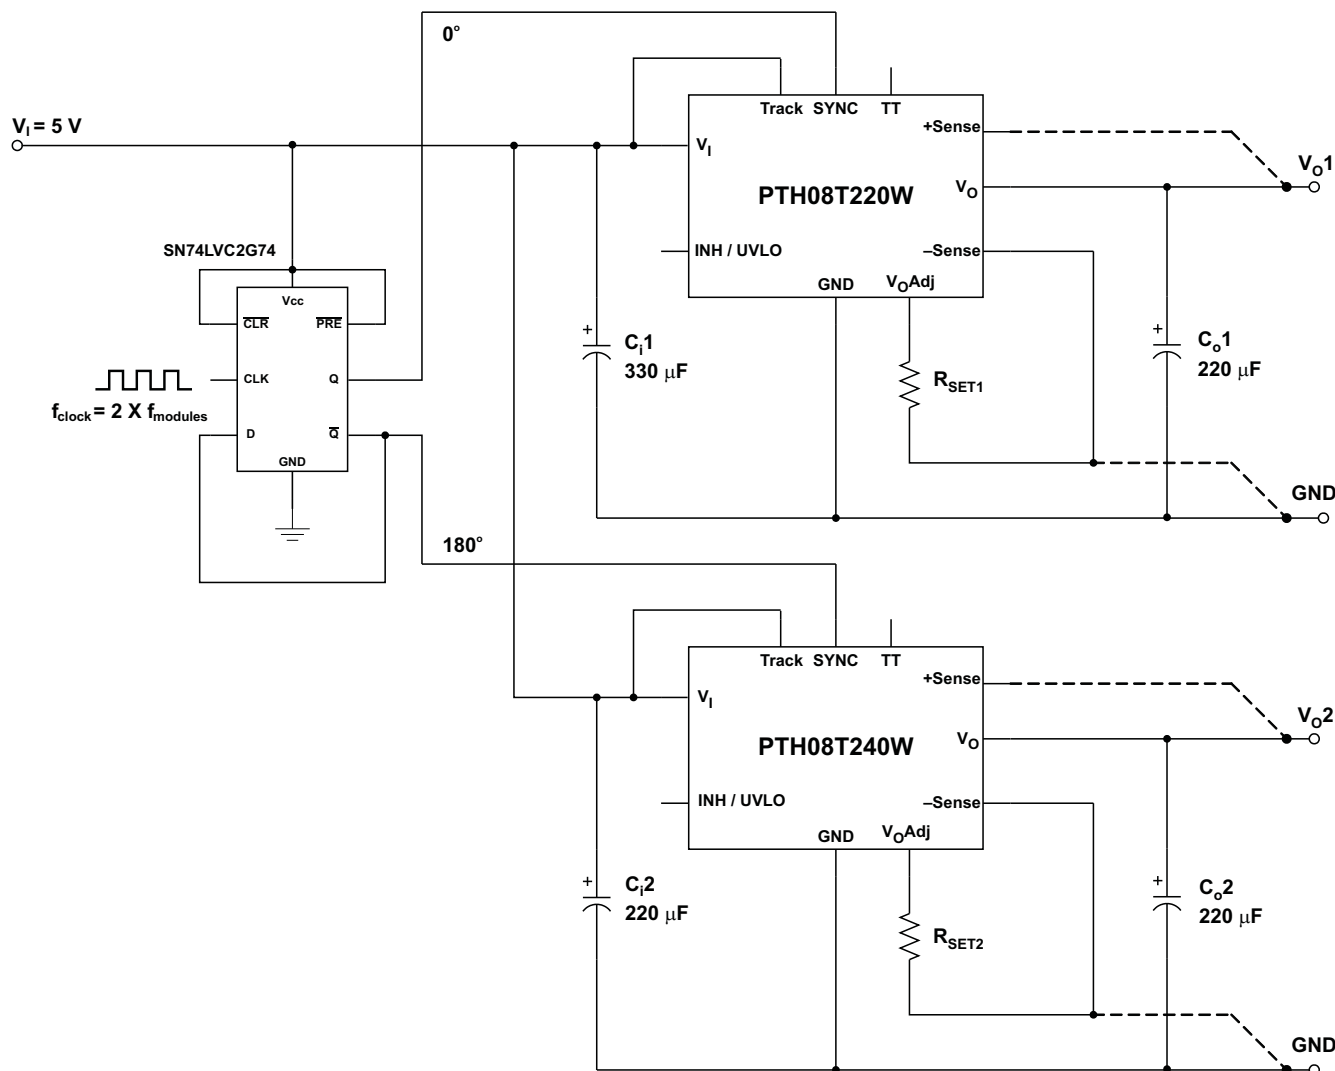 0°
Track SYNC TT
V_I = 5 V
+Sense
V_I
V_O1
PTH08T220W
V_O
SN74LVC2G74
INH / UVLO
–Sense
GND
V_OAdj
Vcc
CLR
PRE
C_i1
330 μF
C_o1
220 μF
CLK
Q
R_SET1
f_clock = 2 X f_modules
D
Q
GND
GND
180°
Track SYNC TT
+Sense
V_I
V_O2
PTH08T240W
V_O
INH / UVLO
–Sense
GND
V_OAdj
C_i2
220 μF
C_o2
220 μF
R_SET2
GND